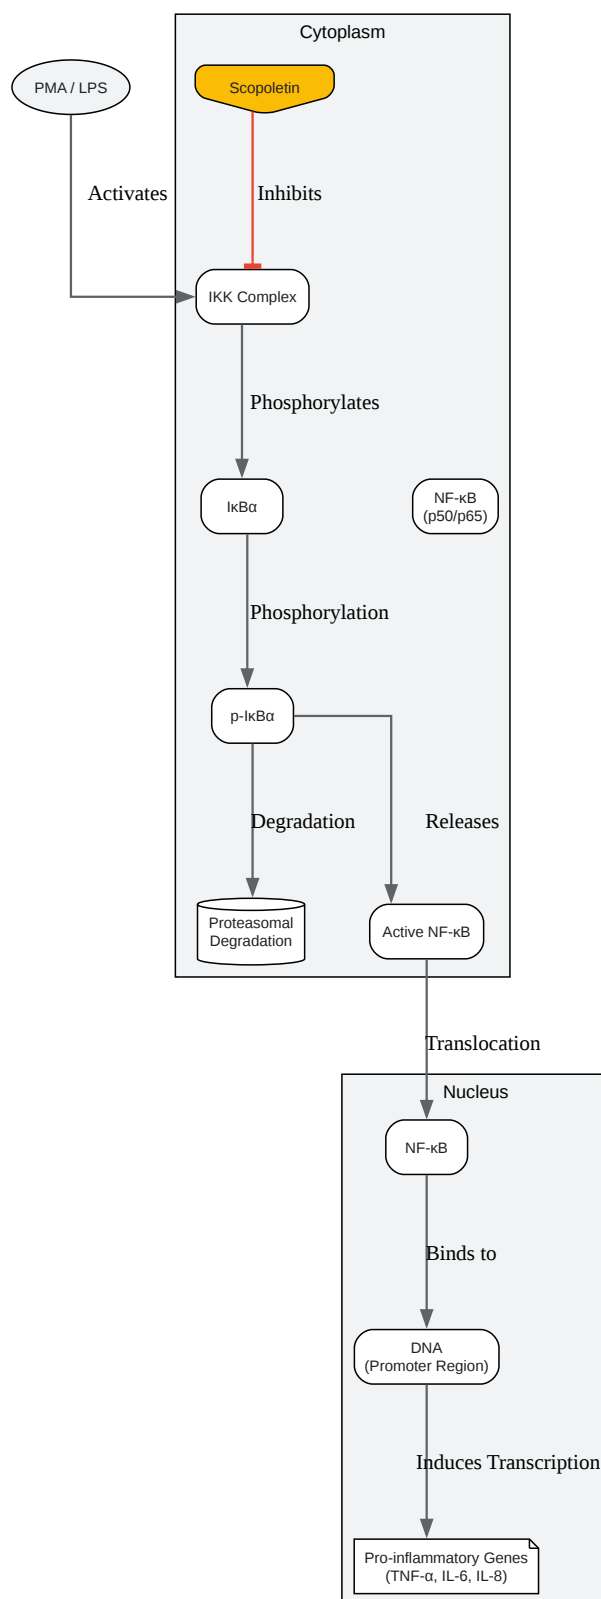 Cytoplasm
PMA / LPS
Scopoletin
Activates
Inhibits
IKK Complex
Phosphorylates
IκBα
NF-κB
(p50/p65)
Phosphorylation
p-IκBα
Degradation
Releases
Proteasomal
Degradation
Active NF-κB
Translocation
Nucleus
NF-κB
Binds to
DNA
(Promoter Region)
Induces Transcription
Pro-inflammatory Genes
(TNF-α, IL-6, IL-8)